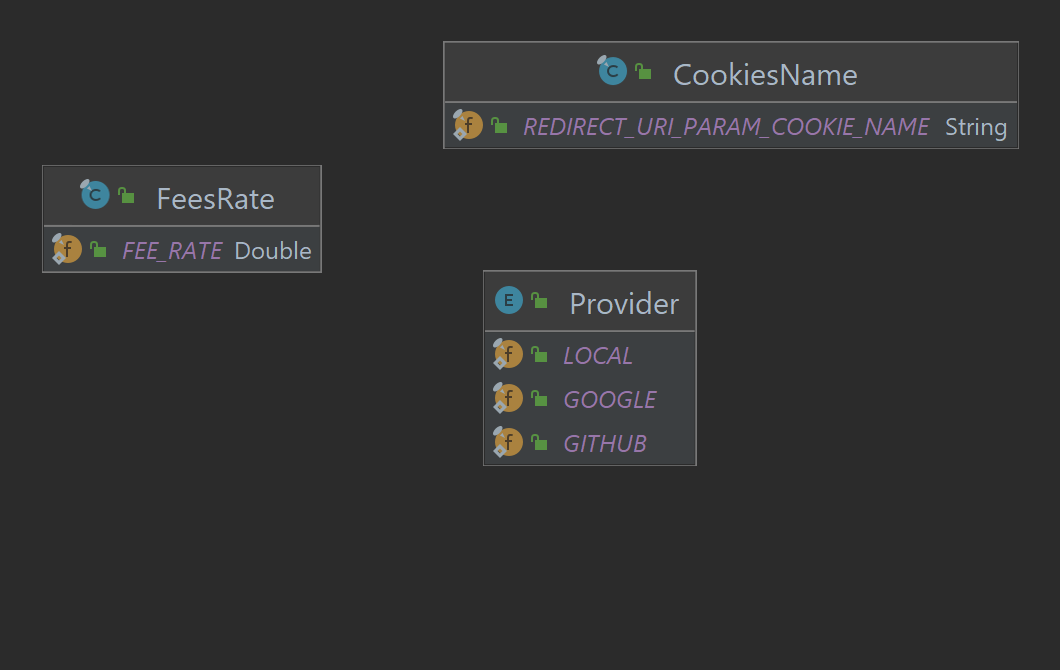 C CookiesName
f REDIRECT_URI_PARAM_COOKIE_NAME String
C FeesRate
f FEE_RATE Double
E Provider
f LOCAL
f GOOGLE
f GITHUB